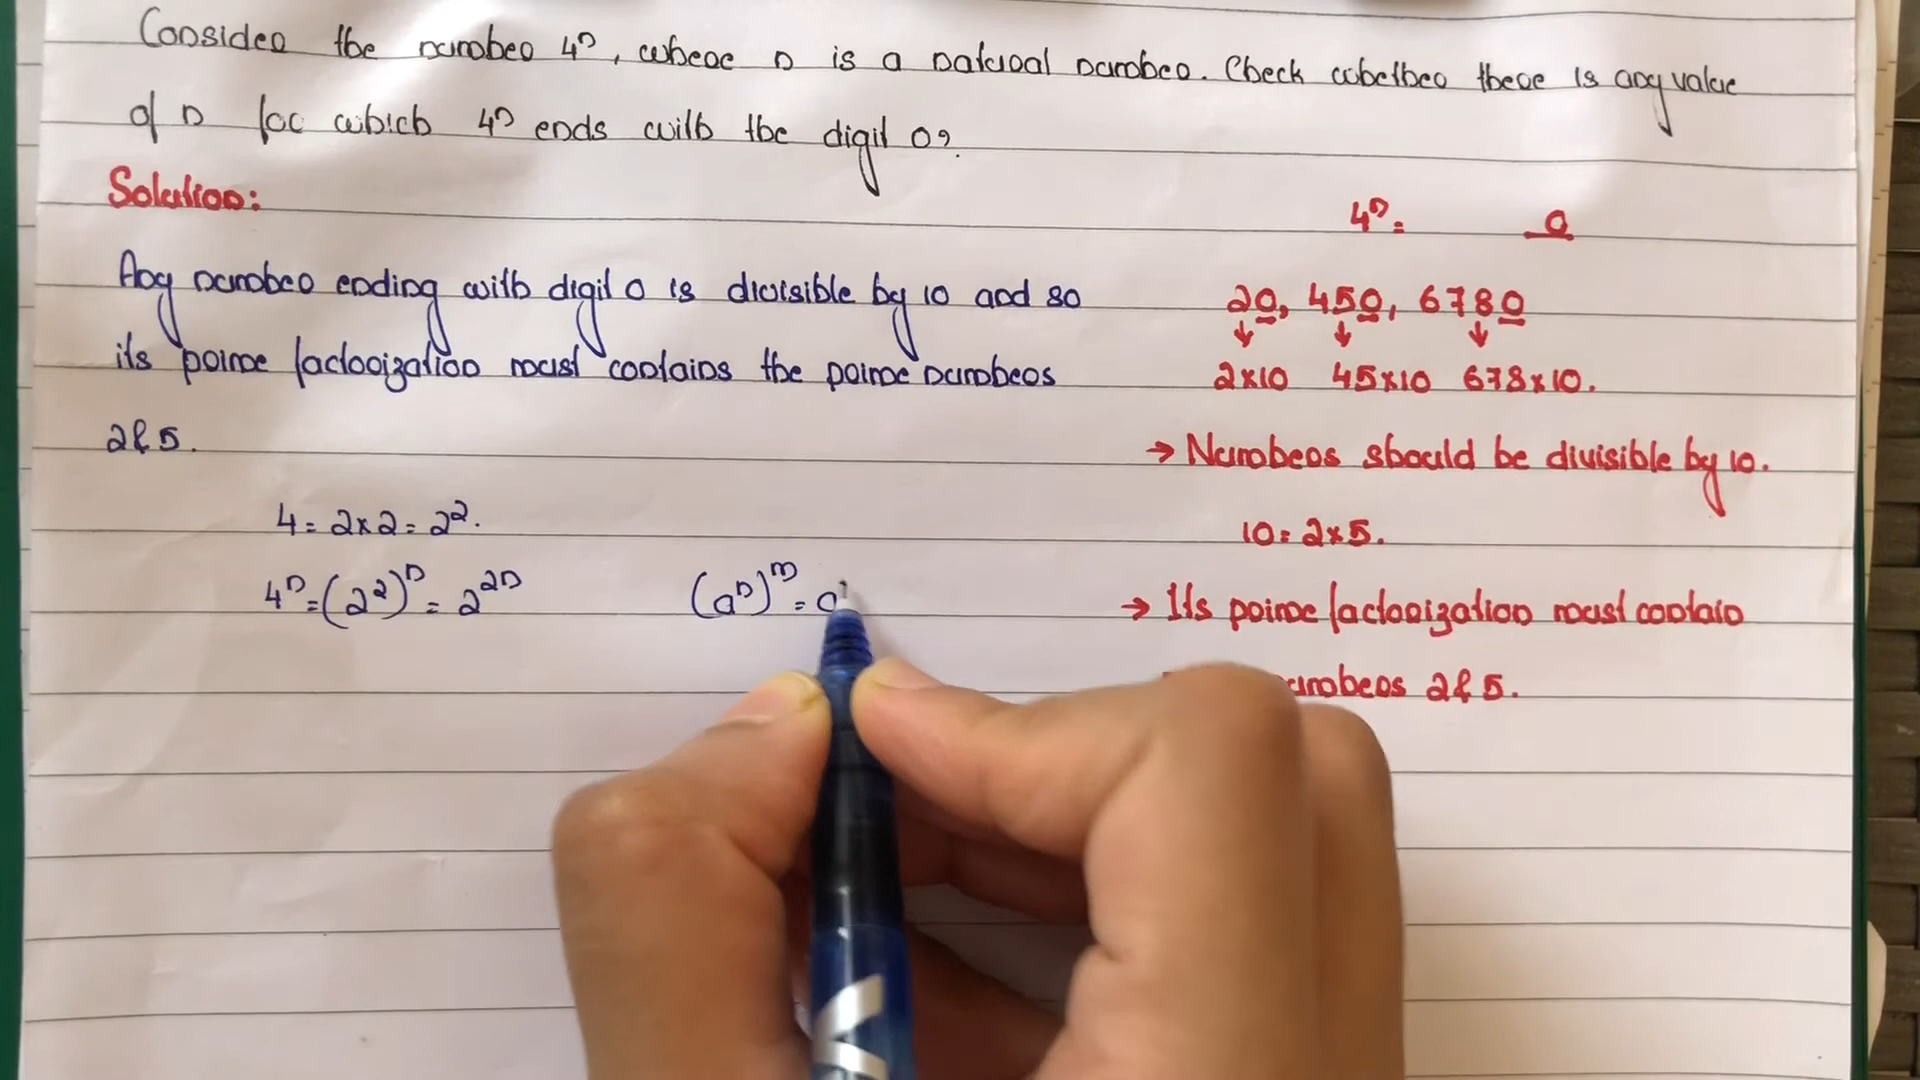 Consider the number 4ⁿ, where n is a natural number. Check whether there is any value
of n for which 4ⁿ ends with the digit 0?
Solution:
Any number ending with digit 0 is divisible by 10 and so
its prime factorization must contains the prime numbers
2 & 5.
4 = 2×2 = 2².
4ⁿ = (2²)ⁿ = 2²ⁿ
(aⁿ)ᵐ = a
4ⁿ = 0
20, 450, 6780
↓ ↓ ↓
2×10 45×10 678×10.
→ Numbers should be divisible by 10.
10 = 2×5.
→ Its prime factorization must contain
2 & 5.